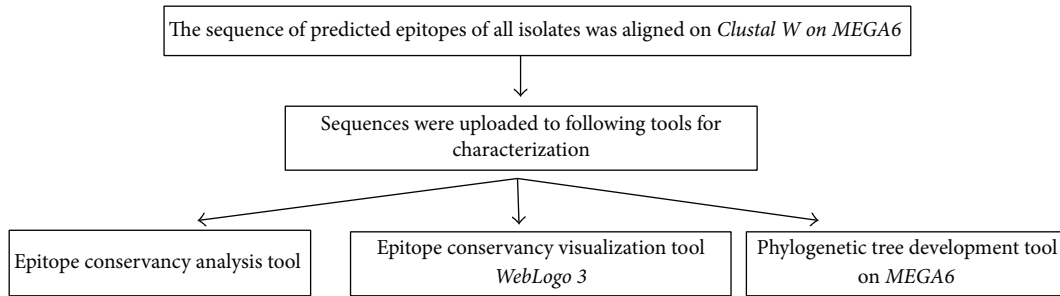 The sequence of predicted epitopes of all isolates was aligned on Clustal W on MEGA6
Sequences were uploaded to following tools for
characterization
Epitope conservancy analysis tool
Epitope conservancy visualization tool
WebLogo 3
Phylogenetic tree development tool
on MEGA6